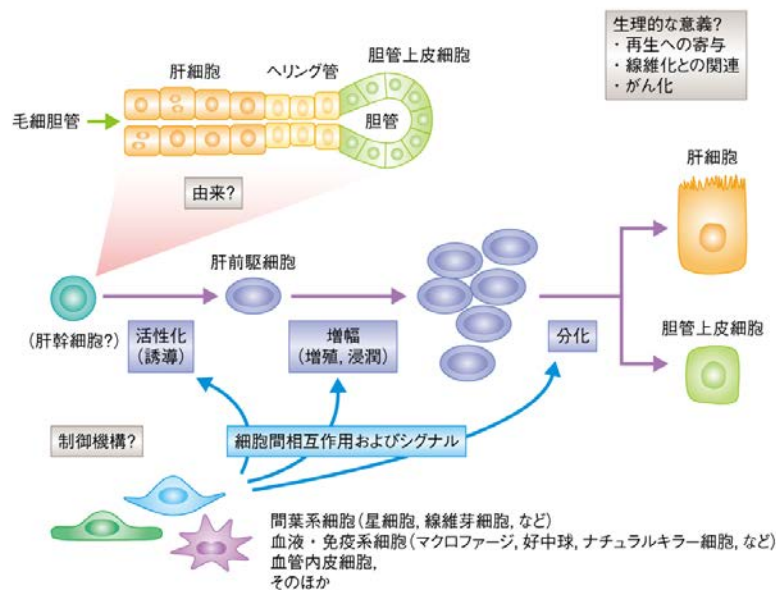 生理的な意義?
・再生への寄与
・線維化との関連
・がん化
肝細胞
ヘリング管
胆管上皮細胞
毛細胆管
胆管
由来?
肝細胞
肝前駆細胞
(肝幹細胞?)
活性化
(誘導)
増幅
(増殖, 浸潤)
分化
胆管上皮細胞
制御機構?
細胞間相互作用およびシグナル
間葉系細胞(星細胞, 線維芽細胞, など)
血液・免疫系細胞(マクロファージ, 好中球, ナチュラルキラー細胞, など)
血管内皮細胞,
そのほか